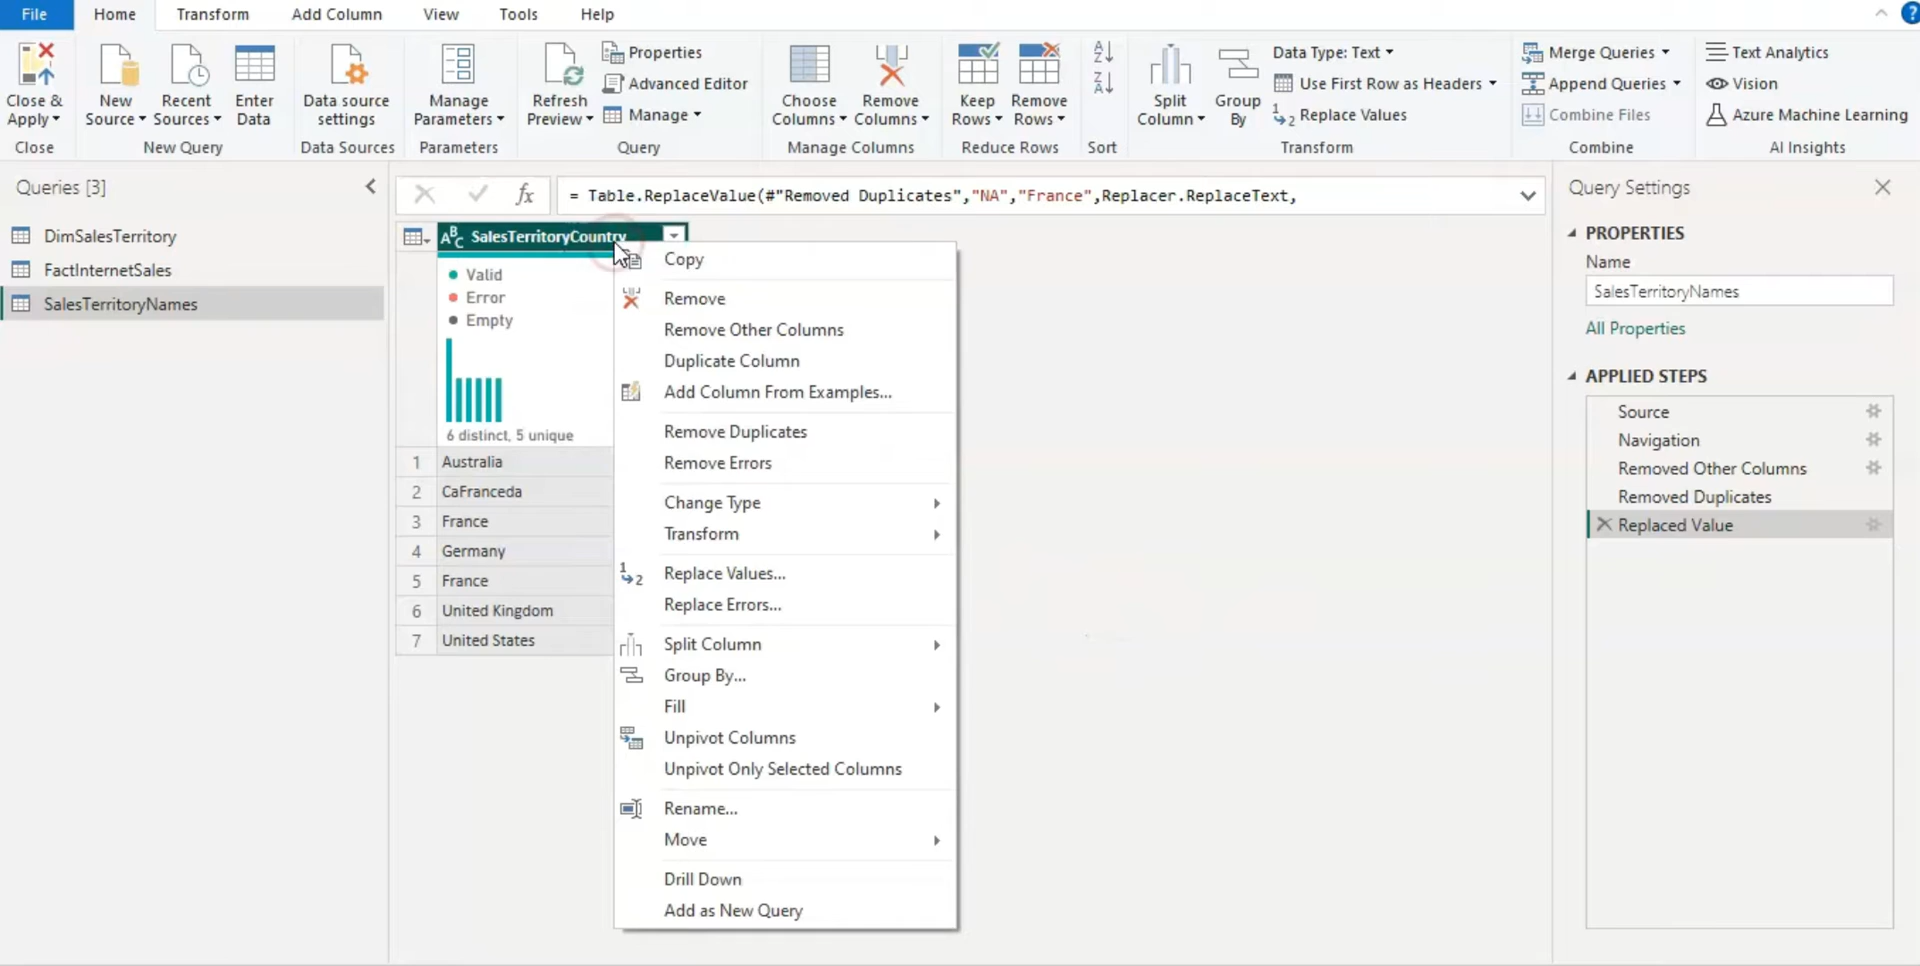 File Home Transform Add Column View Tools Help
Close & Apply
New Source
Recent Sources
Enter Data
Data source settings
Manage Parameters
Refresh Preview
Properties
Advanced Editor
Manage
Choose Columns
Remove Columns
Keep Rows
Remove Rows
Split Column
Group By
Data Type: Text
Use First Row as Headers
Replace Values
Merge Queries
Append Queries
Combine Files
Text Analytics
Vision
Azure Machine Learning
Close New Query Data Sources Parameters Query Manage Columns Reduce Rows Sort Transform Combine AI Insights
Queries [3]
DimSalesTerritory
FactInternetSales
SalesTerritoryNames
= Table.ReplaceValue(#"Removed Duplicates","NA","France",Replacer.ReplaceText,
SalesTerritoryCountry
Valid
Error
Empty
6 distinct, 5 unique
1 Australia
2 CaFranceda
3 France
4 Germany
5 France
6 United Kingdom
7 United States
Copy
Remove
Remove Other Columns
Duplicate Column
Add Column From Examples...
Remove Duplicates
Remove Errors
Change Type
Transform
Replace Values...
Replace Errors...
Split Column
Group By...
Fill
Unpivot Columns
Unpivot Only Selected Columns
Rename...
Move
Drill Down
Add as New Query
Query Settings
PROPERTIES
Name
SalesTerritoryNames
All Properties
APPLIED STEPS
Source
Navigation
Removed Other Columns
Removed Duplicates
Replaced Value